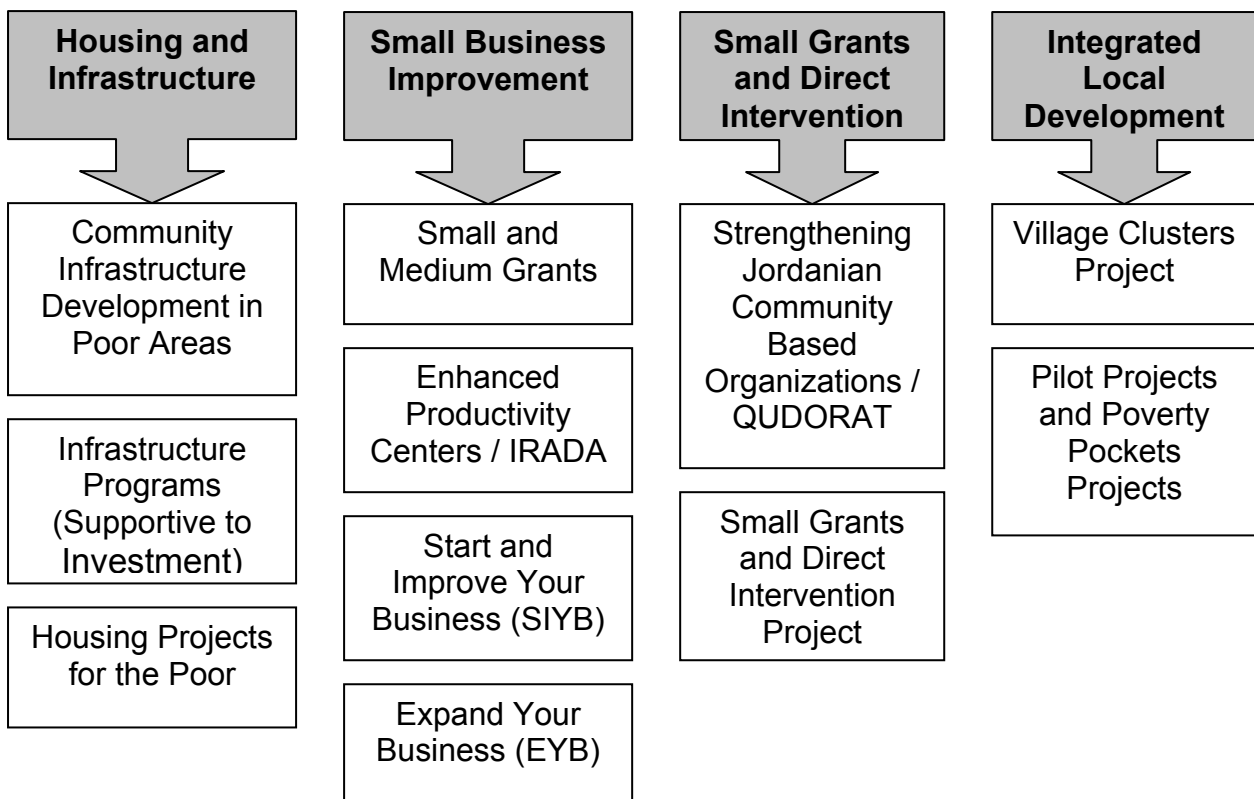 Housing and
Infrastructure
Community
Infrastructure
Development in
Poor Areas
Infrastructure
Programs
(Supportive to
Investment)
Housing Projects
for the Poor
Small Business
Improvement
Small and
Medium Grants
Enhanced
Productivity
Centers / IRADA
Start and
Improve Your
Business (SIYB)
Expand Your
Business (EYB)
Small Grants
and Direct
Intervention
Strengthening
Jordanian
Community
Based
Organizations /
QUDORAT
Small Grants
and Direct
Intervention
Project
Integrated
Local
Development
Village Clusters
Project
Pilot Projects
and Poverty
Pockets
Projects